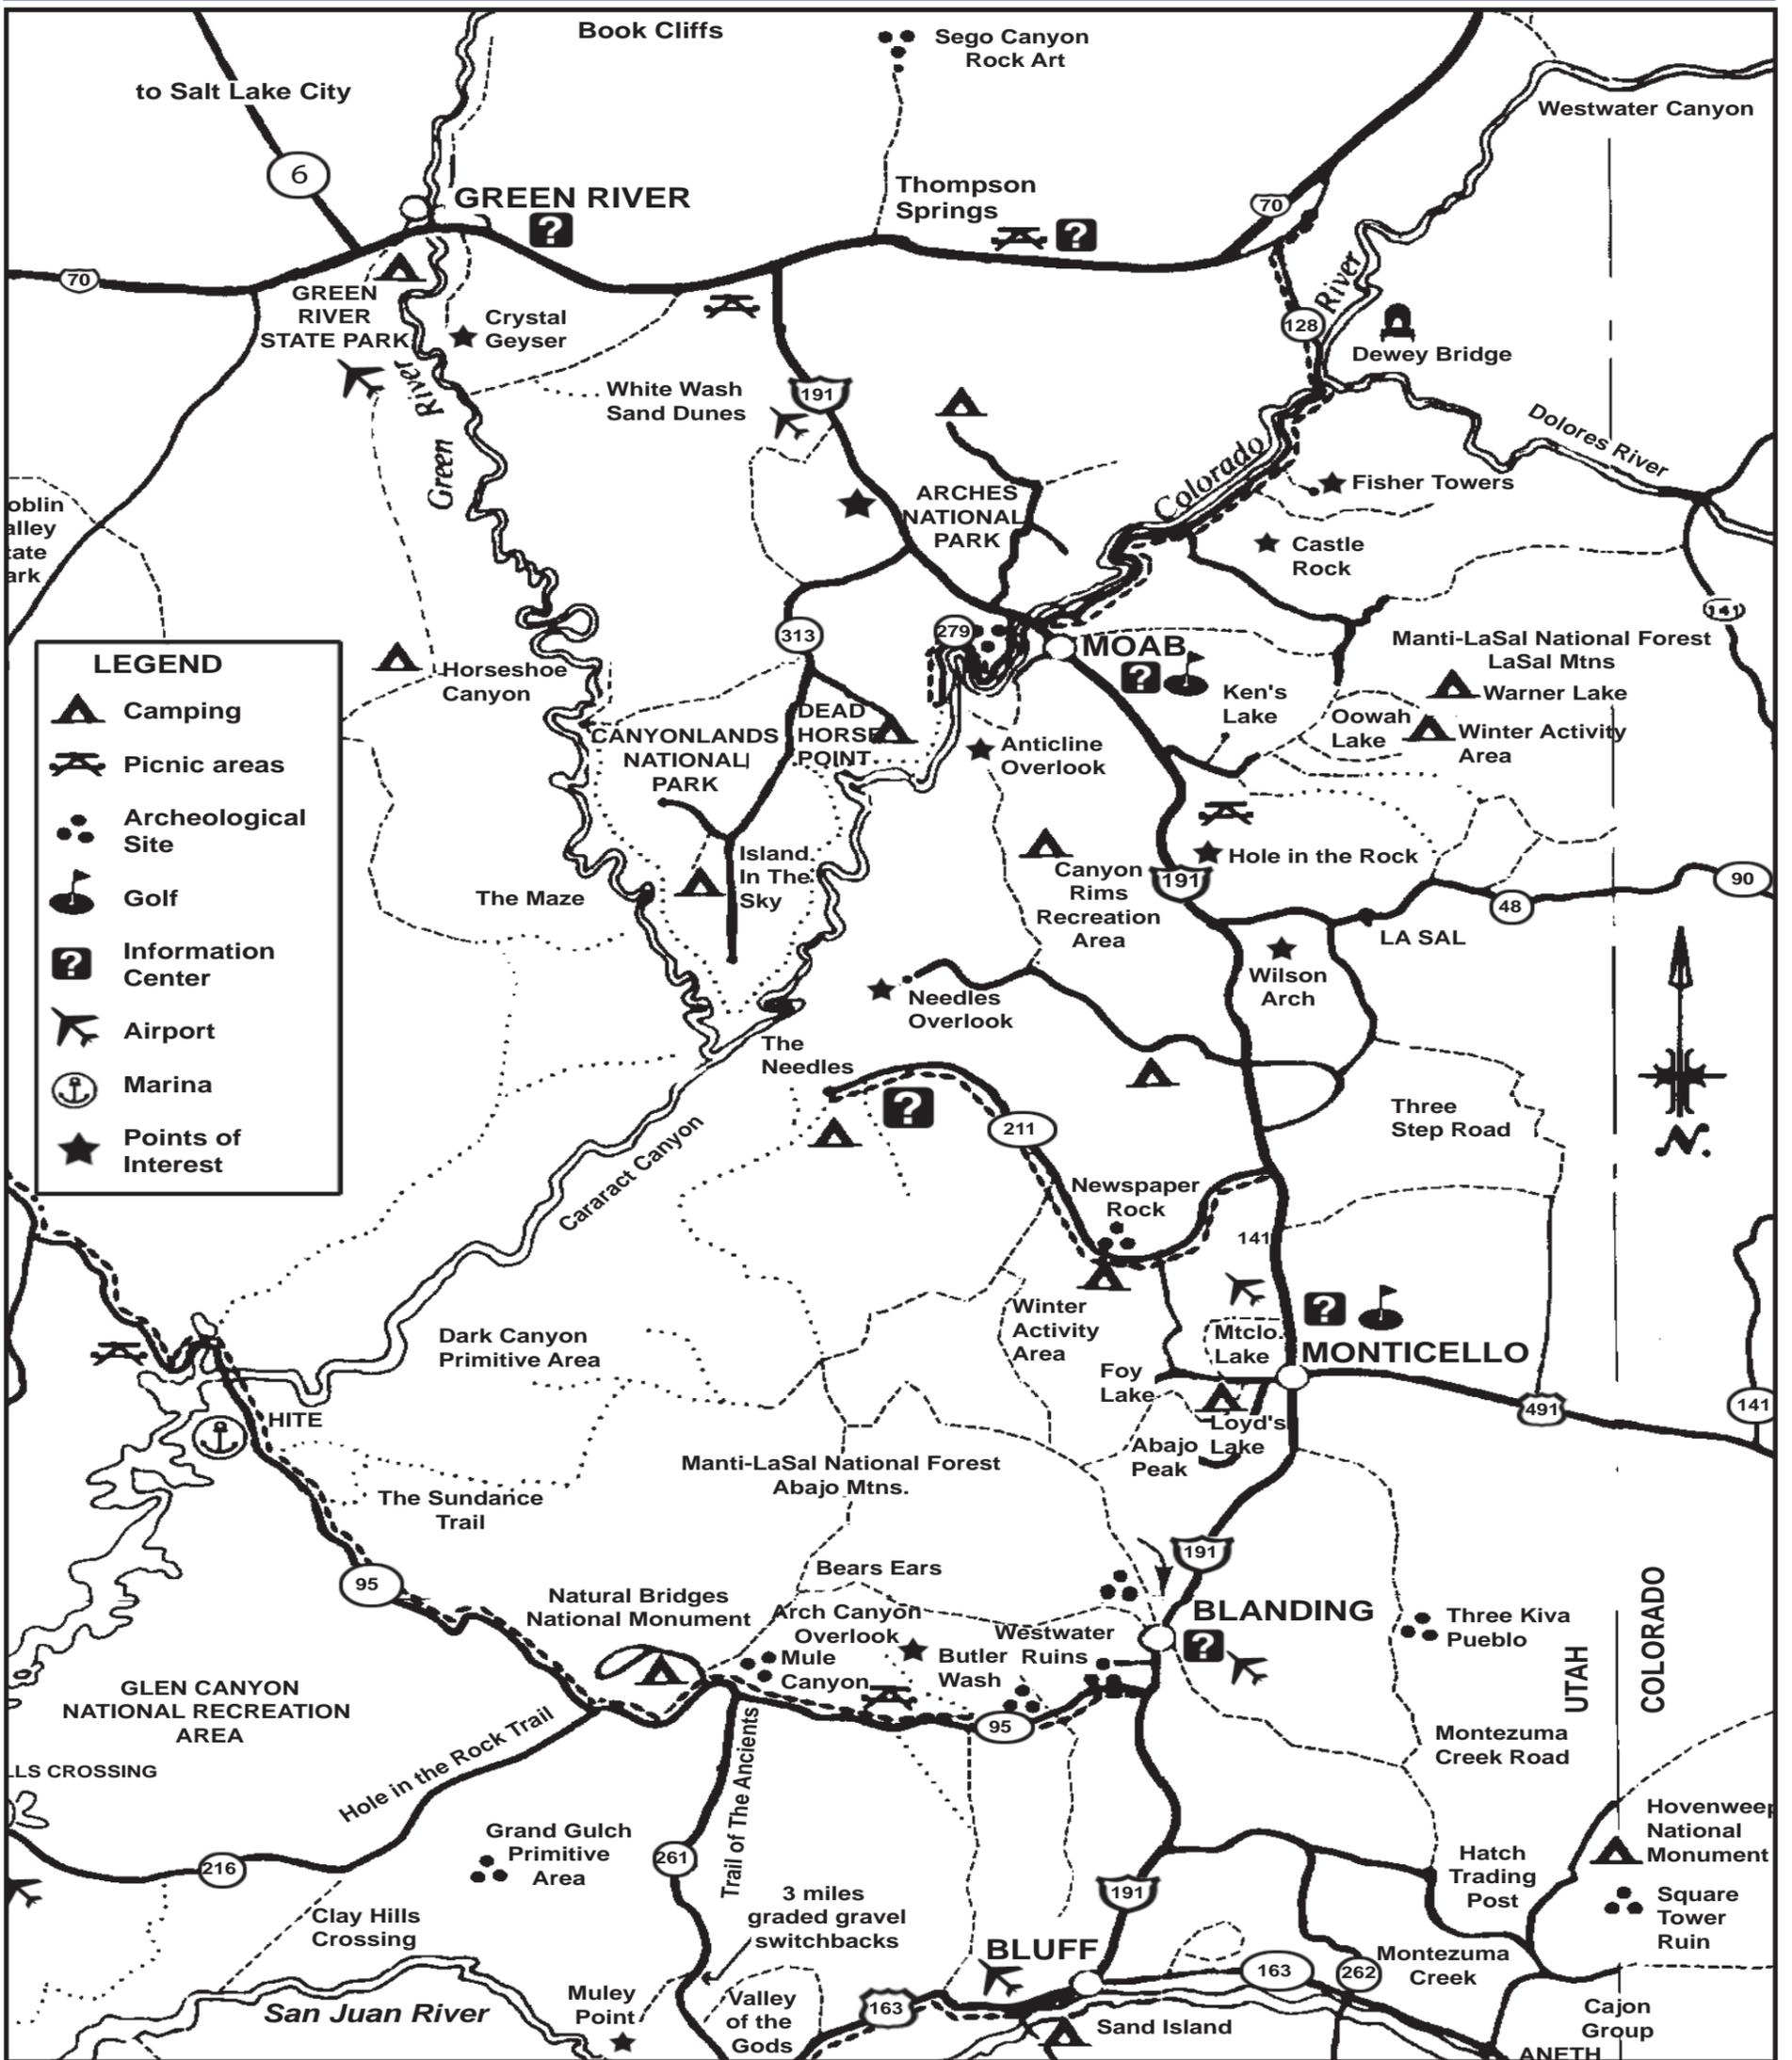 Book Cliffs
Sego Canyon
Rock Art
to Salt Lake City
Westwater Canyon
6
GREEN RIVER
?
Thompson
Springs
?
70
70
GREEN
RIVER
STATE PARK
Crystal
Geyser
River
128
Dewey Bridge
River
Green
White Wash
Sand Dunes
191
Colorado
Dolores River
Fisher Towers
ARCHES
NATIONAL
PARK
Castle
Rock
oblin
alley
tate
ark
141
313
279
MOAB
?
Manti-LaSal National Forest
LaSal Mtns
Warner Lake
Horseshoe
Canyon
Ken's
Lake
Oowah
Lake
Winter Activity
Area
LEGEND
Camping
Picnic areas
Archeological
Site
Golf
?
Information
Center
Airport
Marina
Points of
Interest
CANYONLANDS
NATIONAL
PARK
DEAD
HORSE
POINT
Anticline
Overlook
Island
In The
Sky
The Maze
Canyon
Rims
Recreation
Area
Hole in the Rock
191
48
90
LA SAL
Wilson
Arch
Needles
Overlook
The
Needles
?
211
Three
Step Road
N.
Cararact Canyon
Newspaper
Rock
141
Winter
Activity
Area
?
Mtclo.
Lake
MONTICELLO
Foy
Lake
Loyd's
Lake
Abajo
Peak
491
141
Dark Canyon
Primitive Area
HITE
Manti-LaSal National Forest
Abajo Mtns.
The Sundance
Trail
95
191
Bears Ears
Natural Bridges
National Monument
Arch Canyon
Overlook
Mule
Canyon
Butler
Wash
Westwater
Ruins
BLANDING
?
Three Kiva
Pueblo
UTAH
COLORADO
95
GLEN CANYON
NATIONAL RECREATION
AREA
LLS CROSSING
Hole in the Rock Trail
Trail of The Ancients
Montezuma
Creek Road
216
Grand Gulch
Primitive
Area
261
Hovenweep
National
Monument
Hatch
Trading
Post
Square
Tower
Ruin
191
3 miles
graded gravel
switchbacks
Clay Hills
Crossing
BLUFF
163
262
Montezuma
Creek
San Juan River
Muley
Point
Valley
of the
Gods
163
Sand Island
Cajon
Group
ANETH